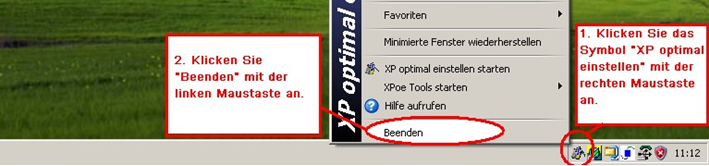 2. Klicken Sie
"Beenden" mit der
linken Maustaste an.
XP optimal e
Favoriten
Minimierte Fenster wiederherstellen
XP optimal einstellen starten
XPoe Tools starten
Hilfe aufrufen
Beenden
1. Klicken Sie das
Symbol "XP optimal
einstellen" mit der
rechten Maustaste
an.
11:12